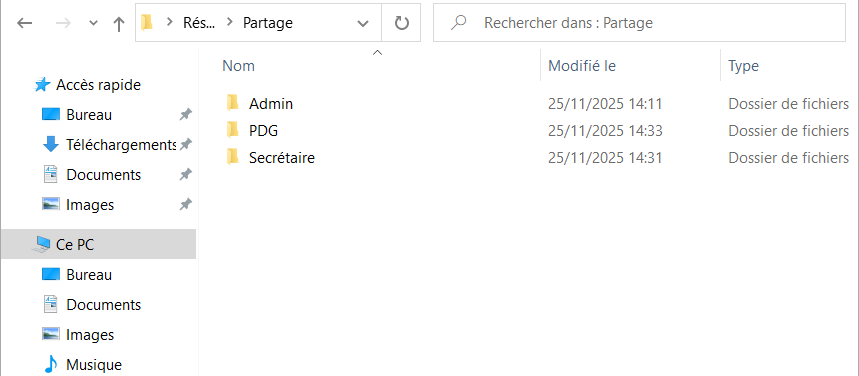 Rés... Partage
Rechercher dans : Partage
Nom Modifié le Type
Admin 25/11/2025 14:11 Dossier de fichiers
PDG 25/11/2025 14:33 Dossier de fichiers
Secrétaire 25/11/2025 14:31 Dossier de fichiers
Accès rapide
Bureau
Téléchargements
Documents
Images
Ce PC
Bureau
Documents
Images
Musique